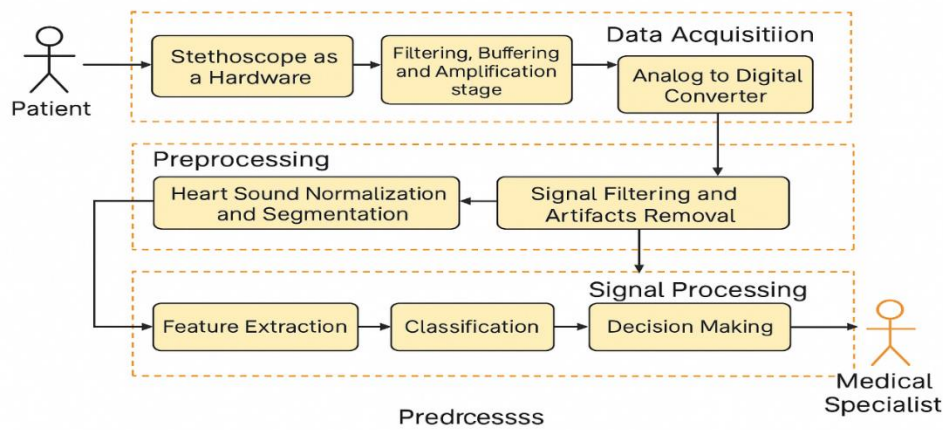 Data Acquisitiion
Stethoscope as
a Hardware
Filtering, Buffering
and Amplification
stage
Analog to Digital
Converter
Patient
Preprocessing
Heart Sound Normalization
and Segmentation
Signal Filtering and
Artifacts Removal
Signal Processing
Feature Extraction
Classification
Decision Making
Medical
Specialist
Predrcessss